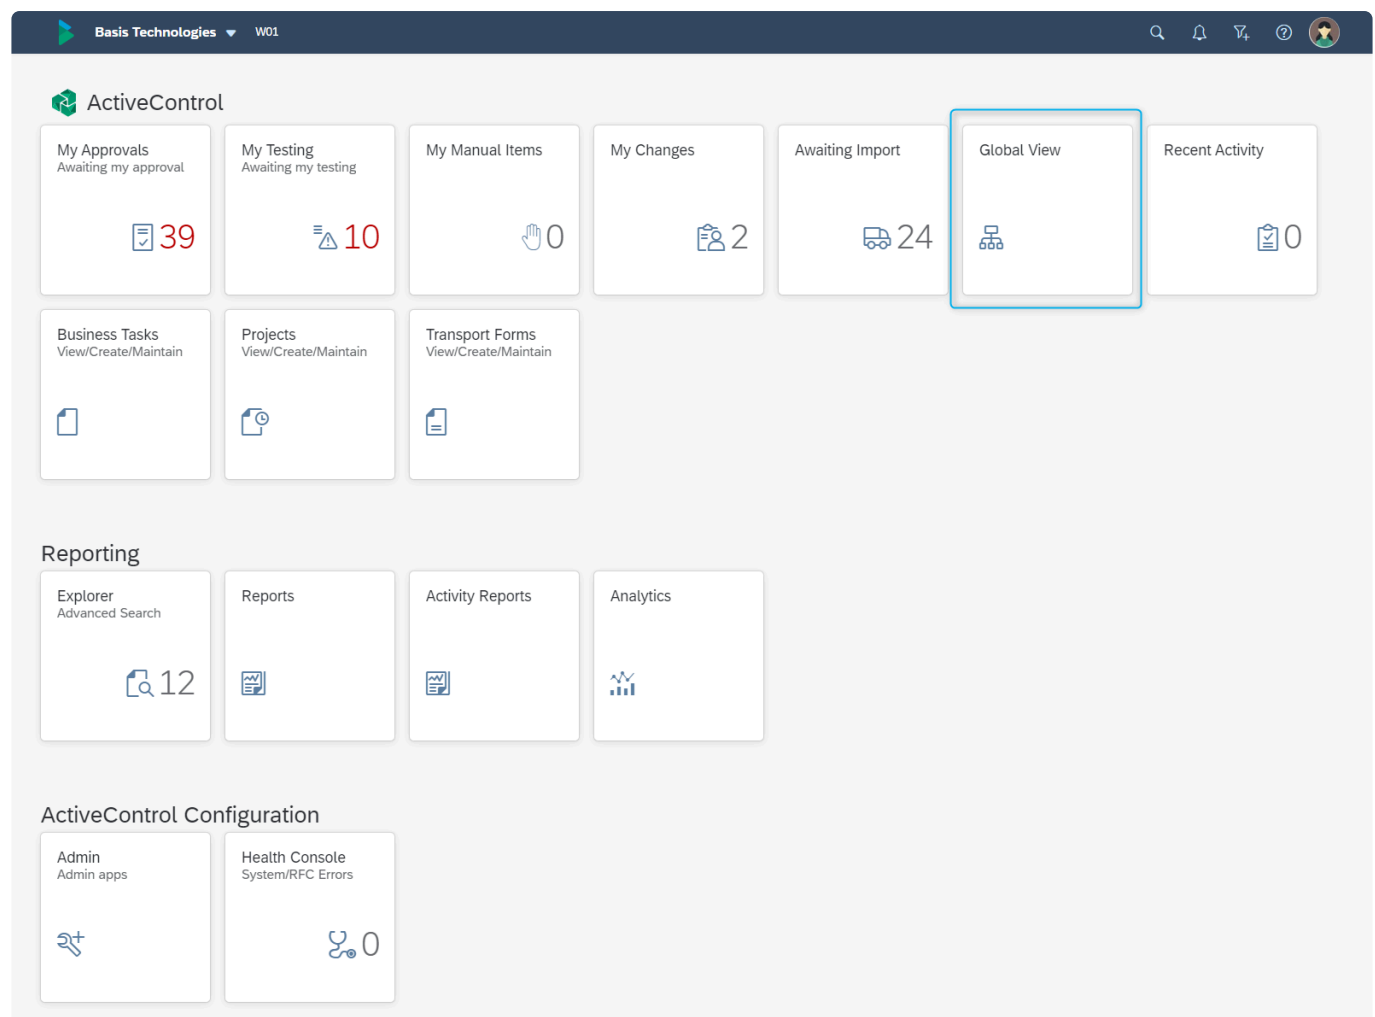 Basis Technologies W01
ActiveControl
My Approvals
Awaiting my approval
39
My Testing
Awaiting my testing
10
My Manual Items
0
My Changes
2
Awaiting Import
24
Global View
Recent Activity
0
Business Tasks
View/Create/Maintain
Projects
View/Create/Maintain
Transport Forms
View/Create/Maintain
Reporting
Explorer
Advanced Search
12
Reports
Activity Reports
Analytics
ActiveControl Configuration
Admin
Admin apps
Health Console
System/RFC Errors
0